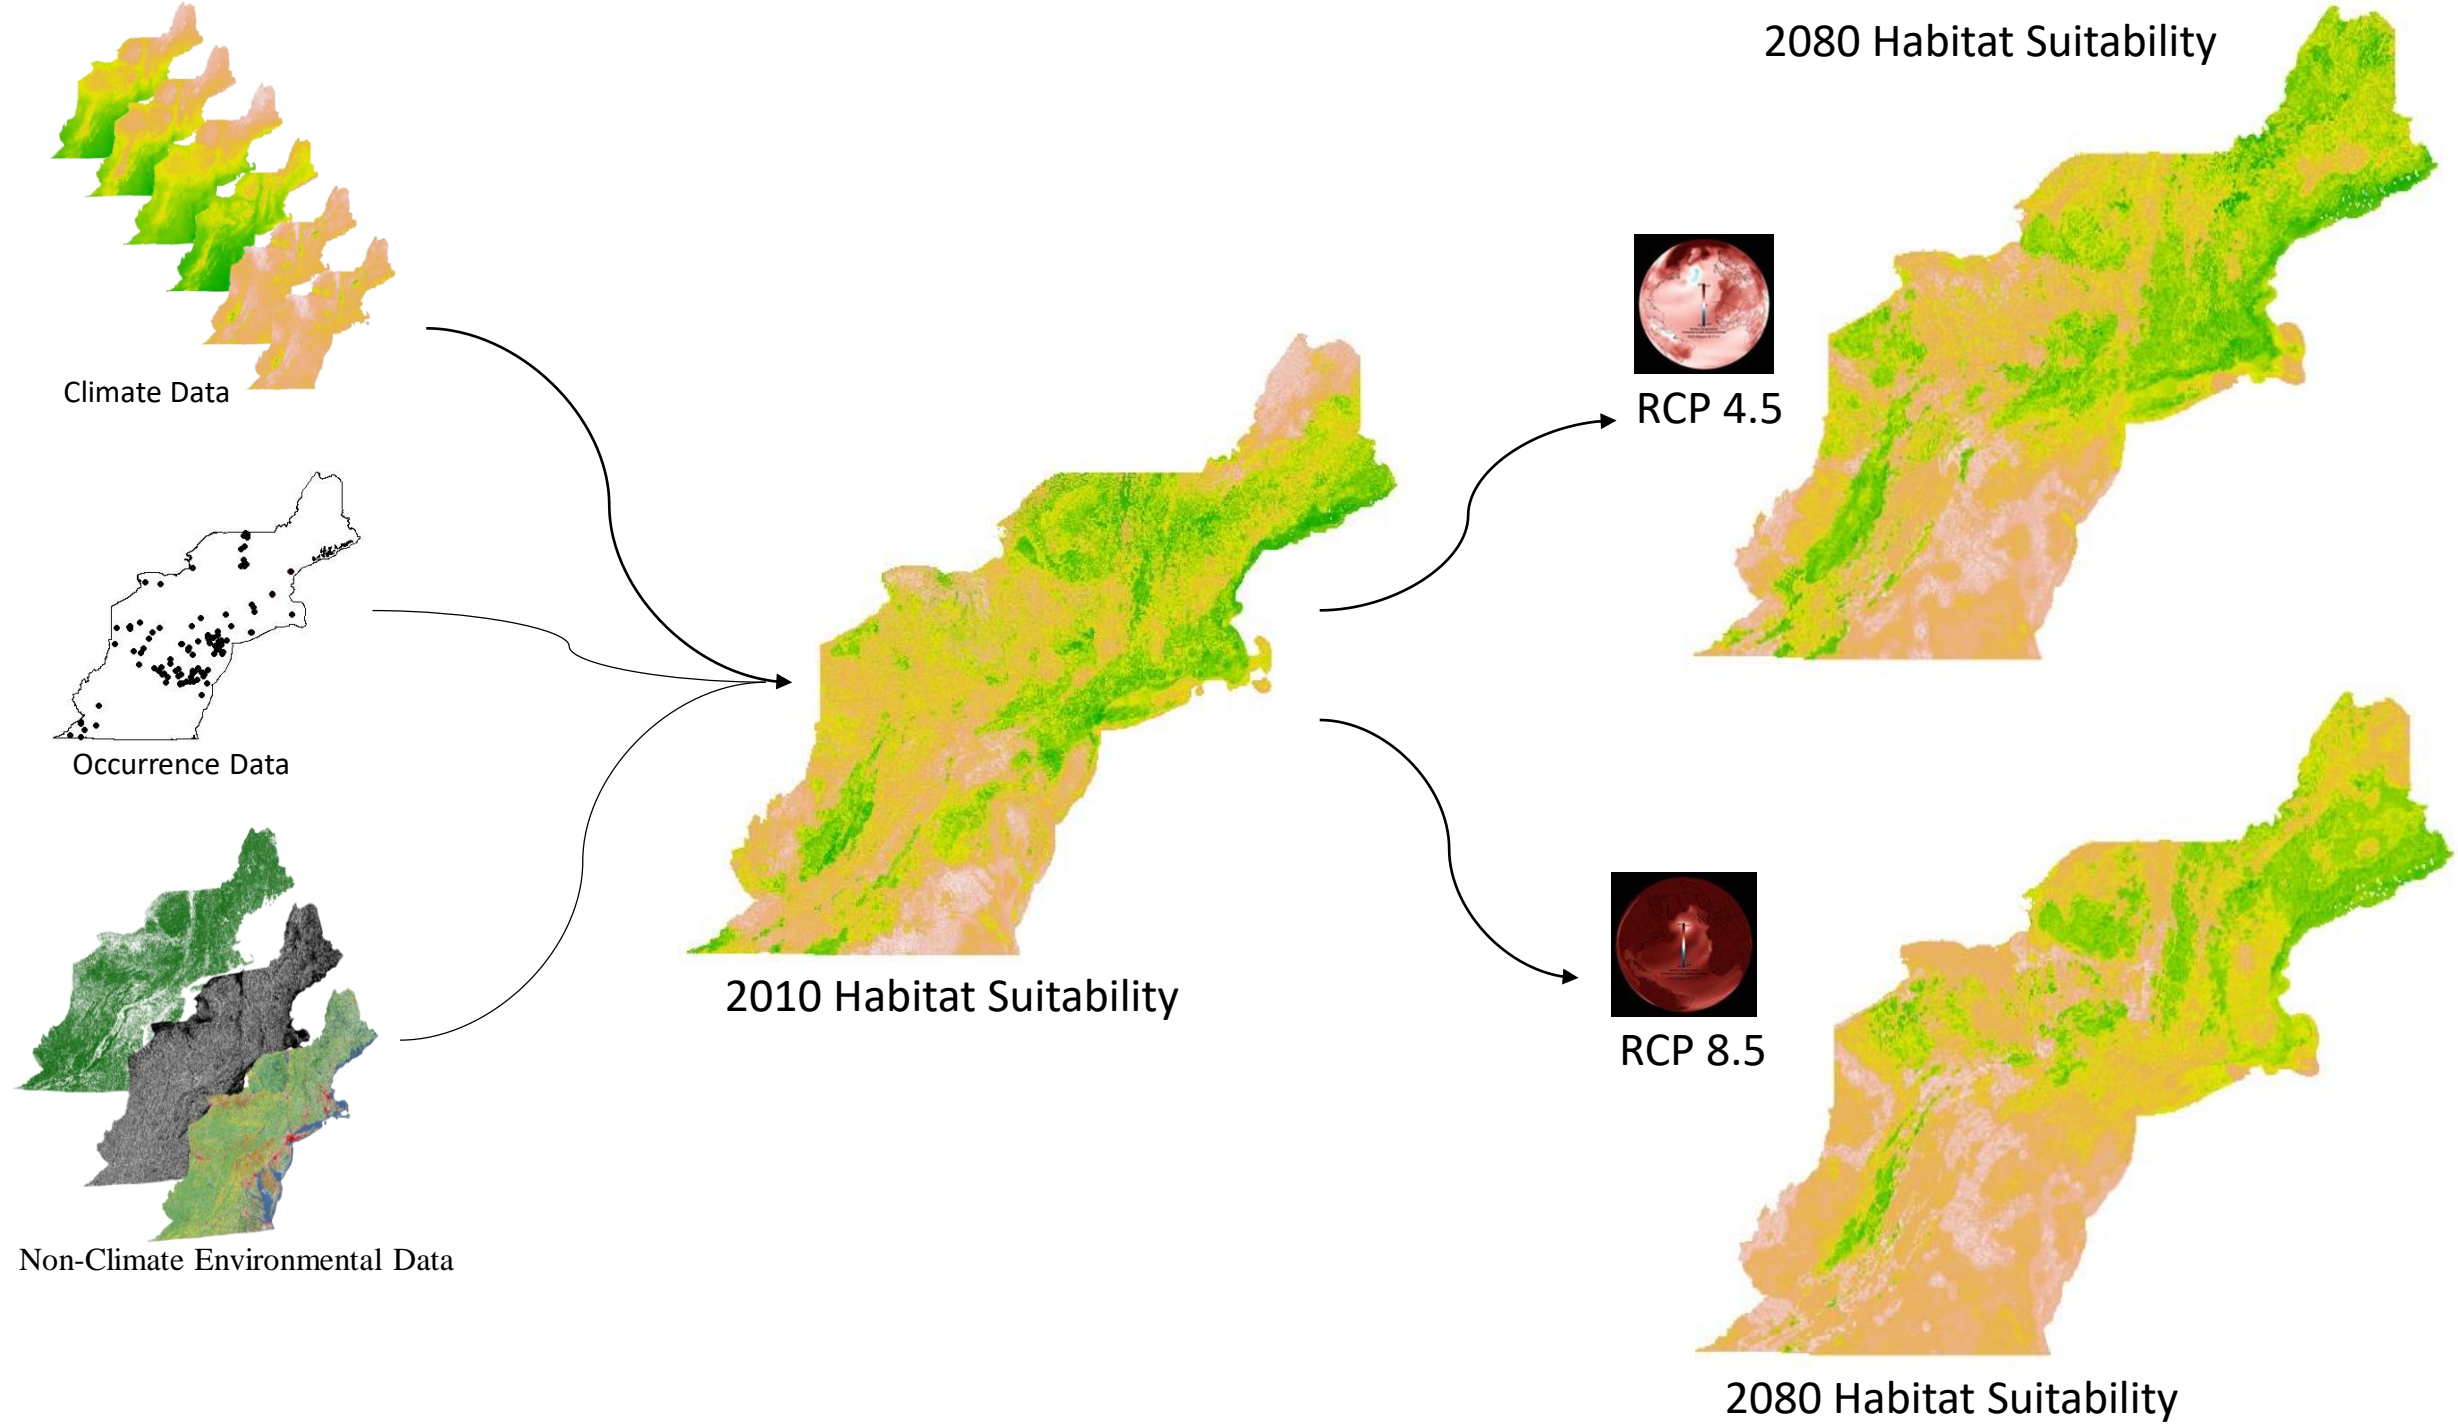 2080 Habitat Suitability
Climate Data
RCP 4.5
Occurrence Data
2010 Habitat Suitability
RCP 8.5
Non-Climate Environmental Data
2080 Habitat Suitability